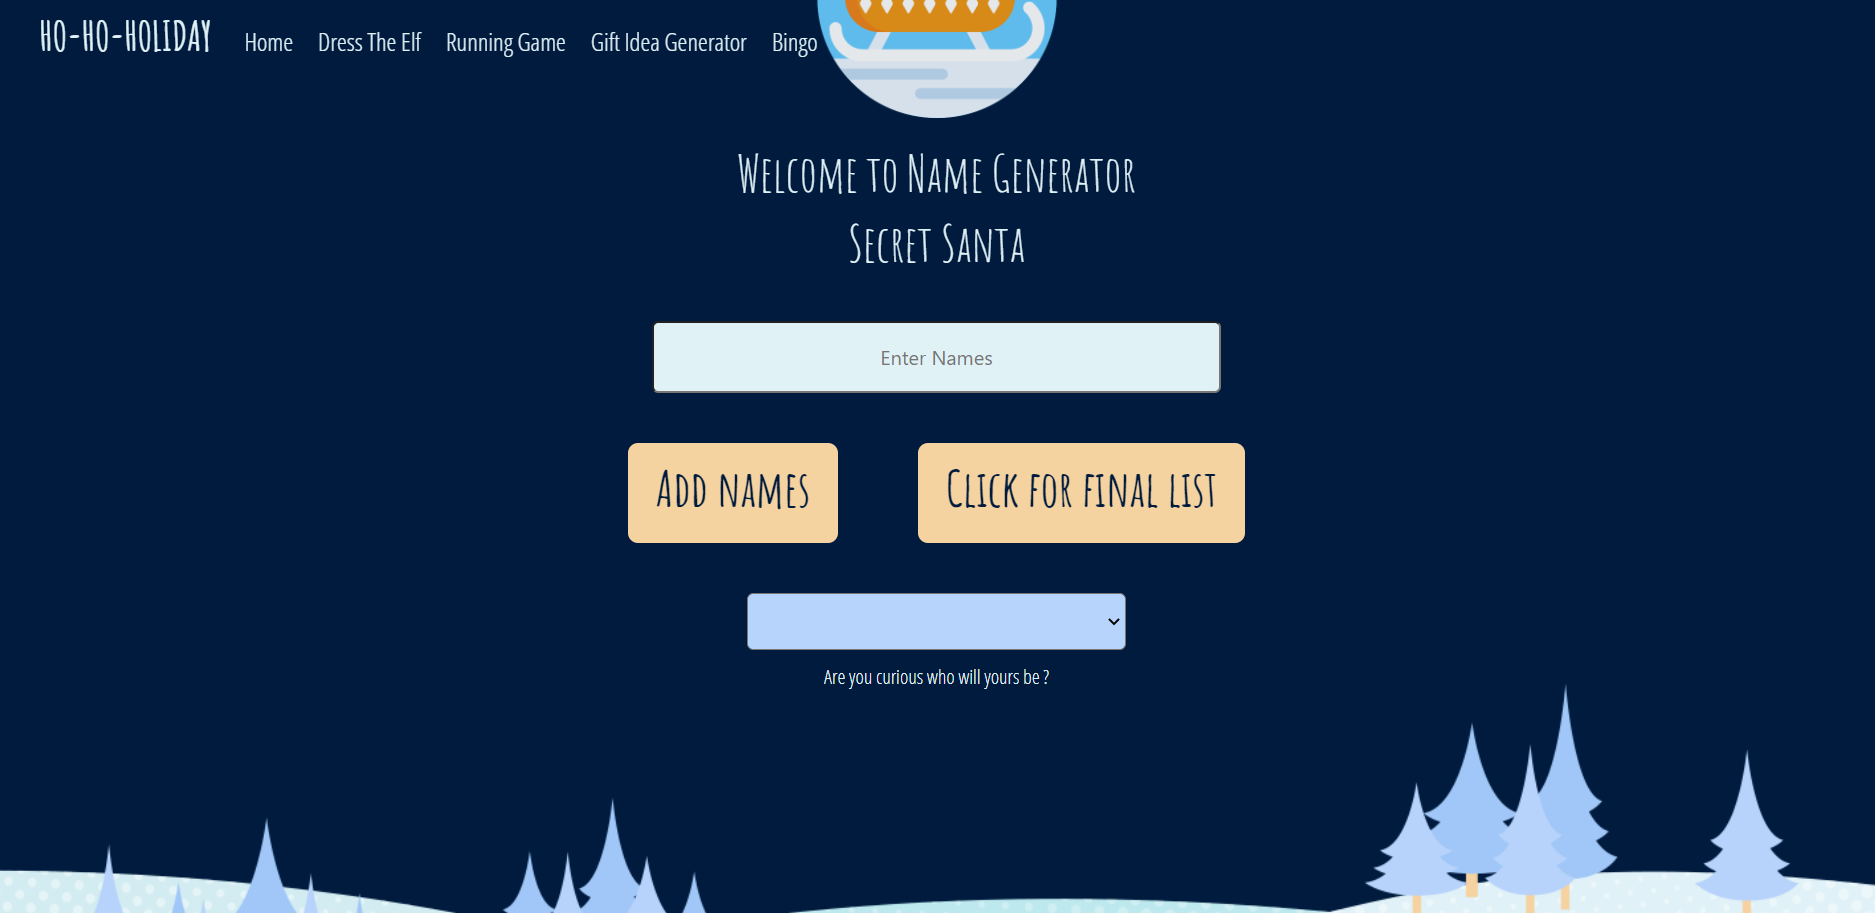 HO-HO-HOLIDAY Home Dress The Elf Running Game Gift Idea Generator Bingo
Welcome to Name Generator
Secret Santa
Enter Names
Add names Click for final list
Are you curious who will yours be ?